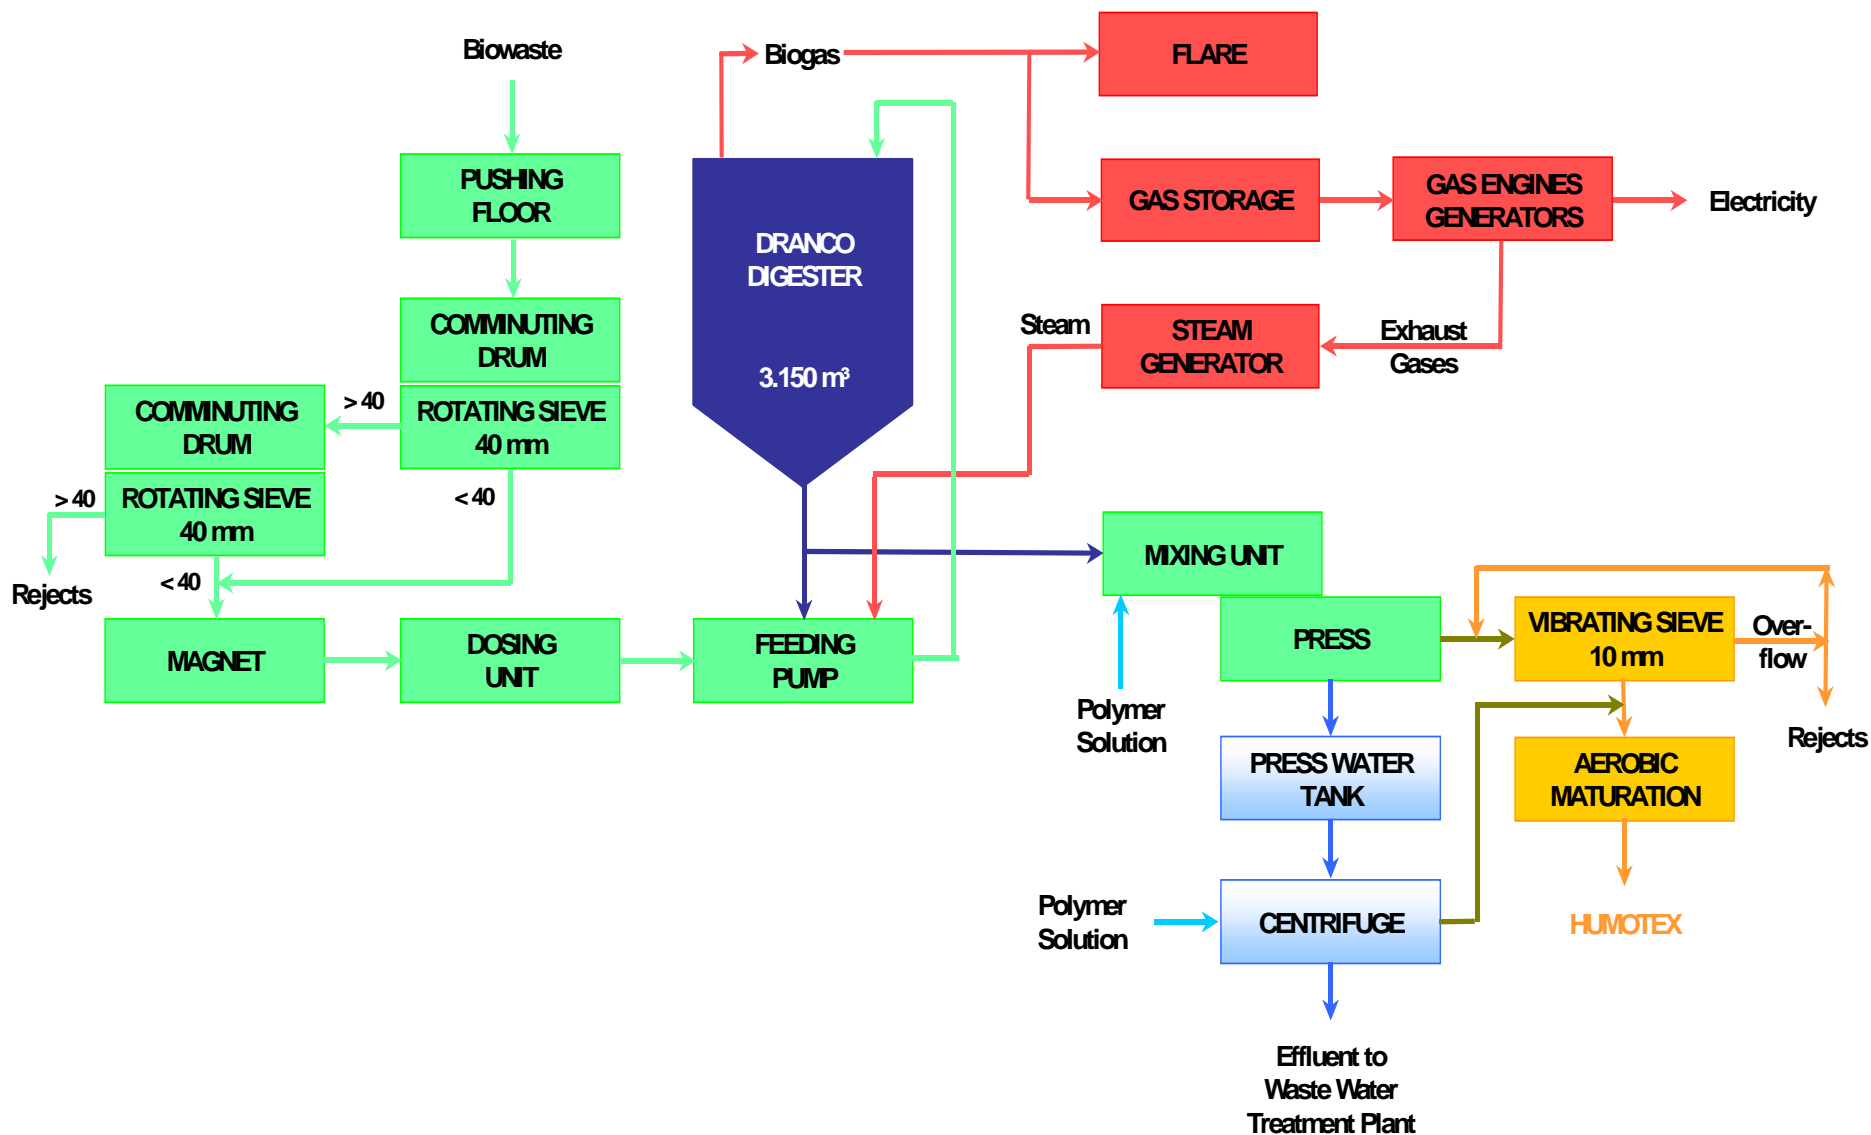 Biowaste
Biogas
FLARE
PUSHING
FLOOR
GAS STORAGE
GAS ENGINES
GENERATORS
Electricity
DRANCO
DIGESTER
3.150 m³
COMMINUTING
DRUM
Steam
STEAM
GENERATOR
Exhaust
Gases
> 40
ROTATING SIEVE
40 mm
COMMINUTING
DRUM
> 40
ROTATING SIEVE
40 mm
< 40
Rejects
< 40
MIXING UNIT
MAGNET
DOSING
UNIT
FEEDING
PUMP
PRESS
VIBRATING SIEVE
10 mm
Over-
flow
Polymer
Solution
Rejects
PRESS WATER
TANK
AEROBIC
MATURATION
Polymer
Solution
CENTRIFUGE
HUMOTEX
Effluent to
Waste Water
Treatment Plant